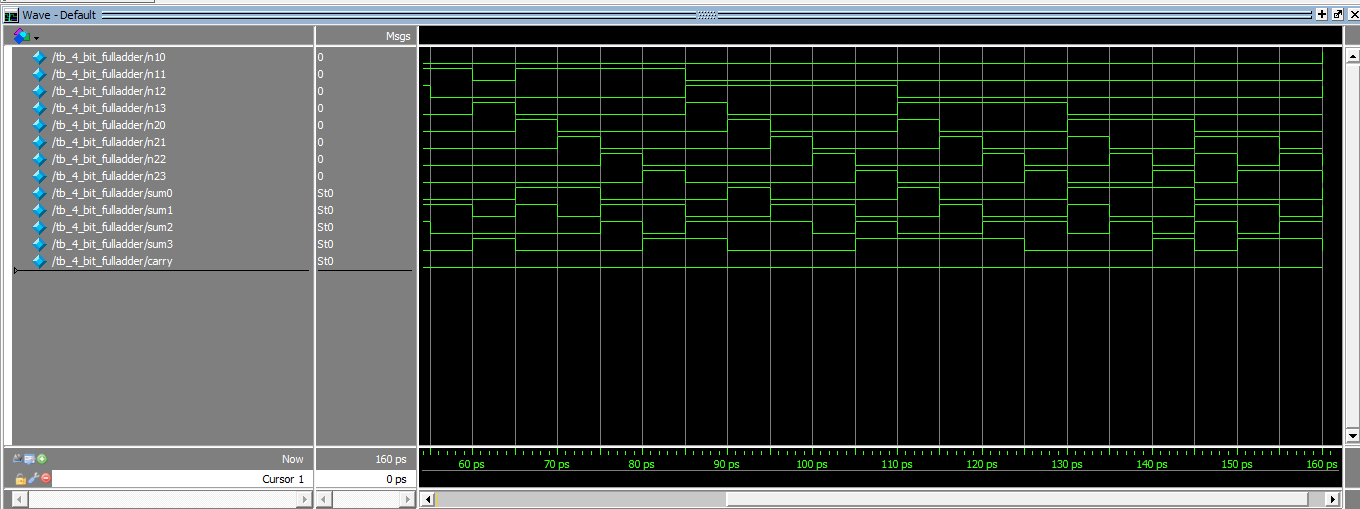 Wave - Default
Msgs
/tb_4_bit_fulladder/n10 0
/tb_4_bit_fulladder/n11 0
/tb_4_bit_fulladder/n12 0
/tb_4_bit_fulladder/n13 0
/tb_4_bit_fulladder/n20 0
/tb_4_bit_fulladder/n21 0
/tb_4_bit_fulladder/n22 0
/tb_4_bit_fulladder/n23 0
/tb_4_bit_fulladder/sum0 St0
/tb_4_bit_fulladder/sum1 St0
/tb_4_bit_fulladder/sum2 St0
/tb_4_bit_fulladder/sum3 St0
/tb_4_bit_fulladder/carry St0
Now 160 ps
60 ps 70 ps 80 ps 90 ps 100 ps 110 ps 120 ps 130 ps 140 ps 150 ps 160 ps
Cursor 1 0 ps